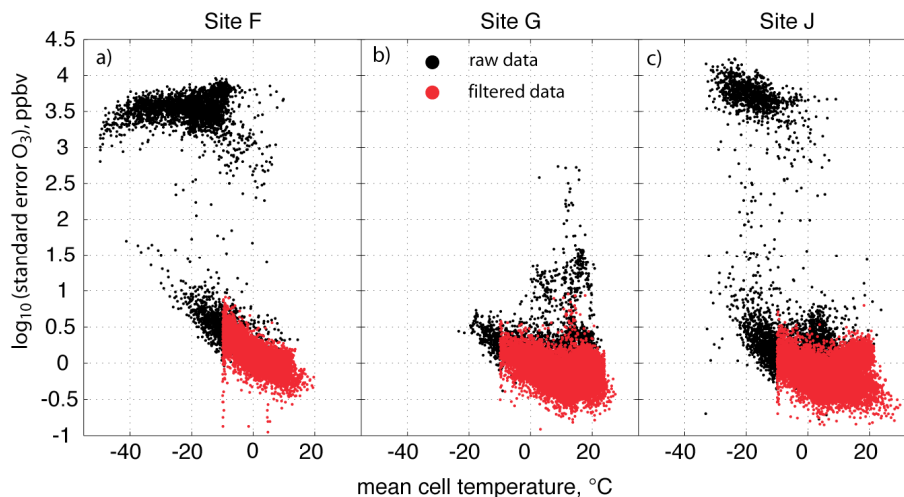 Site F Site G Site J
a) b) c)
raw data
filtered data
4.5
4
3.5
3
2.5
2
1.5
1
0.5
0
-0.5
-1
log10 (standard error O3), ppbv
-40 -20 0 20 -40 -20 0 20 -40 -20 0 20
mean cell temperature, °C